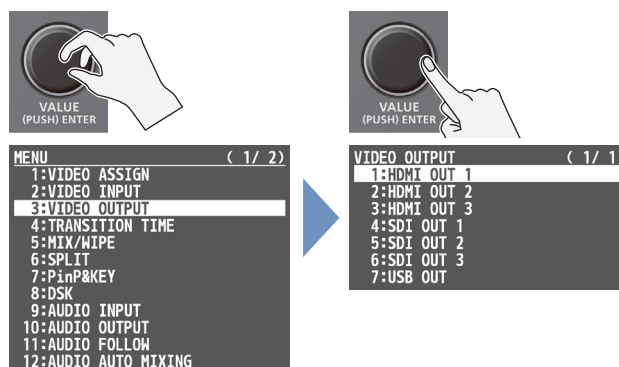 VALUE
(PUSH) ENTER
MENU ( 1/ 2)
1:VIDEO ASSIGN
2:VIDEO INPUT
3:VIDEO OUTPUT
4:TRANSITION TIME
5:MIX/WIPE
6:SPLIT
7:PinP&KEY
8:DSK
9:AUDIO INPUT
10:AUDIO OUTPUT
11:AUDIO FOLLOW
12:AUDIO AUTO MIXING
VALUE
(PUSH) ENTER
VIDEO OUTPUT ( 1/ 1
1:HDMI OUT 1
2:HDMI OUT 2
3:HDMI OUT 3
4:SDI OUT 1
5:SDI OUT 2
6:SDI OUT 3
7:USB OUT